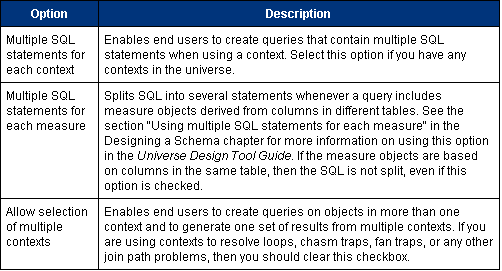 Option
Description
Multiple SQL
statements for
each context
Enables end users to create queries that contain multiple SQL
statements when using a context. Select this option if you have any
contexts in the universe.
Multiple SQL
statements for
each measure
Splits SQL into several statements whenever a query includes
measure objects derived from columns in different tables. See the
section "Using multiple SQL statements for each measure" in the
Designing a Schema chapter for more information on using this option
in the Universe Design Tool Guide. If the measure objects are based
on columns in the same table, then the SQL is not split, even if this
option is checked.
Allow selection
of multiple
contexts
Enables end users to create queries on objects in more than one
context and to generate one set of results from multiple contexts. If you
are using contexts to resolve loops, chasm traps, fan traps, or any other
join path problems, then you should clear this checkbox.